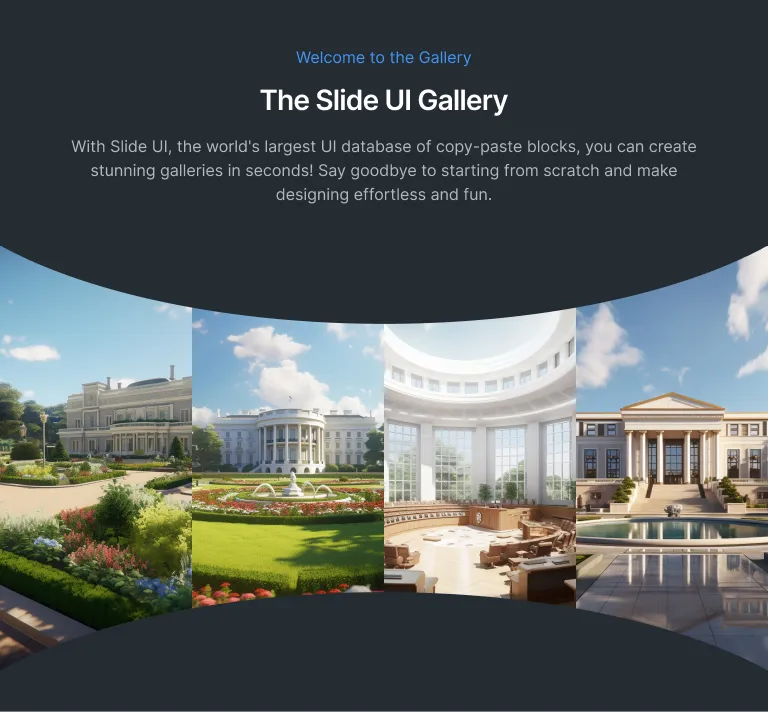 Welcome to the Gallery
The Slide UI Gallery
With Slide UI, the world's largest UI database of copy-paste blocks, you can create
stunning galleries in seconds! Say goodbye to starting from scratch and make
designing effortless and fun.